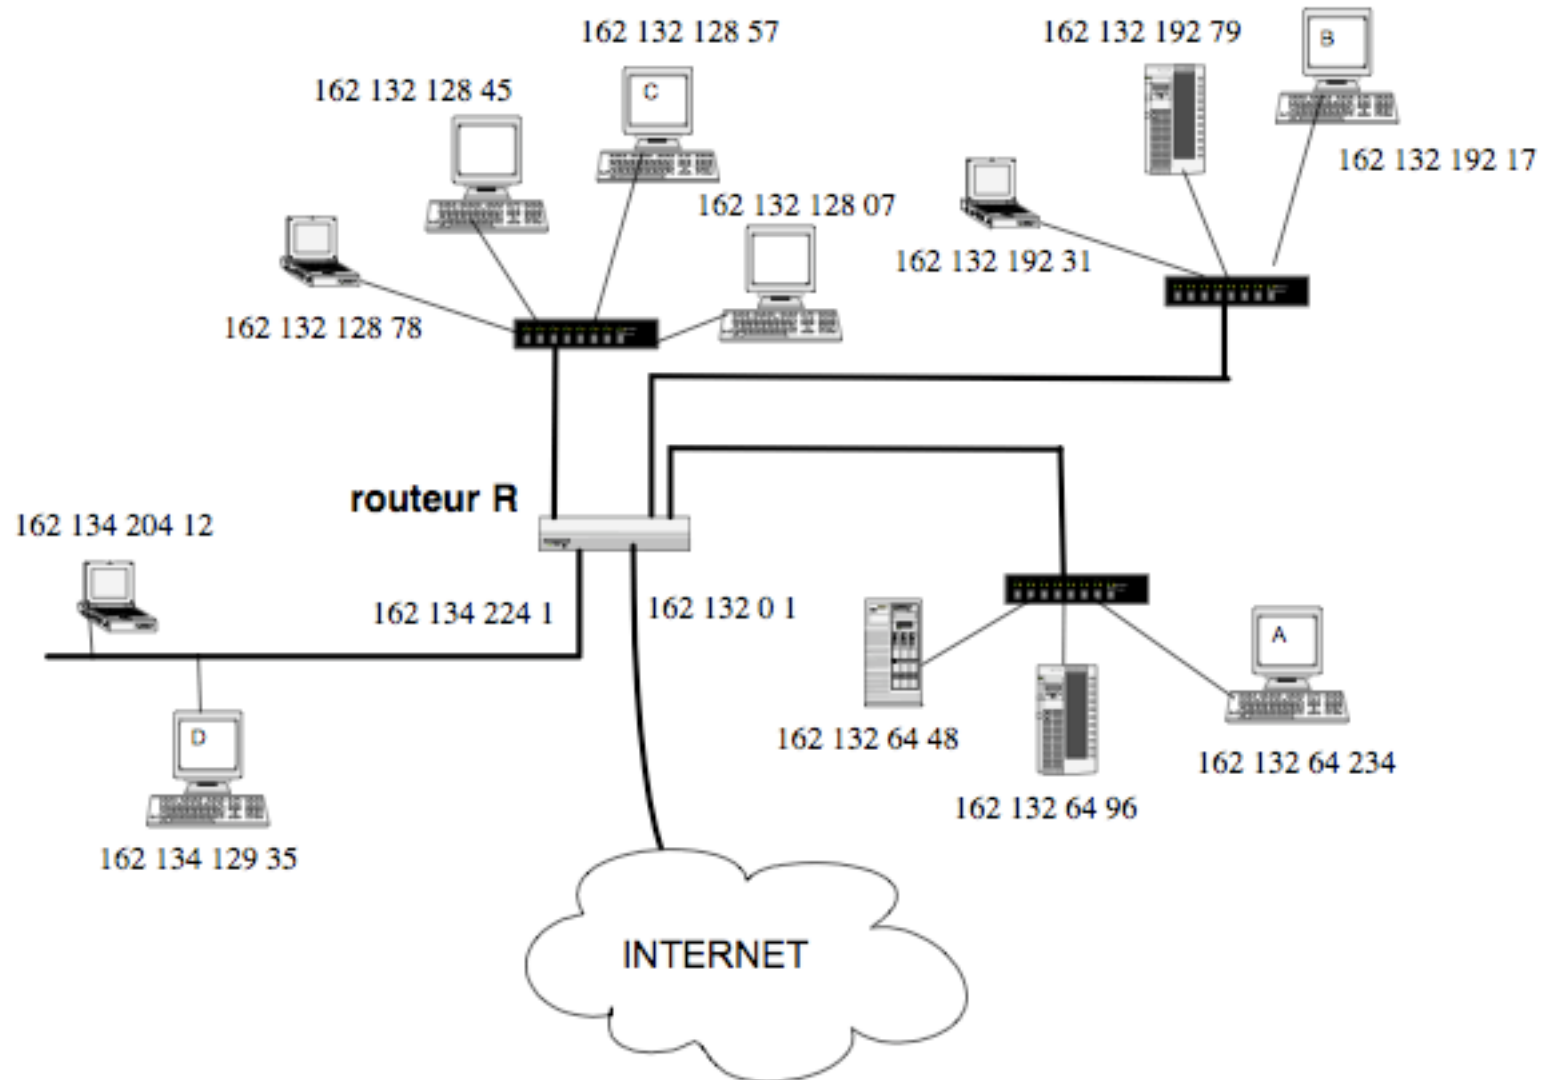 162 132 128 57
162 132 192 79
B
162 132 128 45
C
162 132 192 17
162 132 128 07
162 132 192 31
162 132 128 78
routeur R
162 134 204 12
162 134 224 1
162 132 0 1
A
D
162 132 64 48
162 132 64 234
162 132 64 96
162 134 129 35
INTERNET